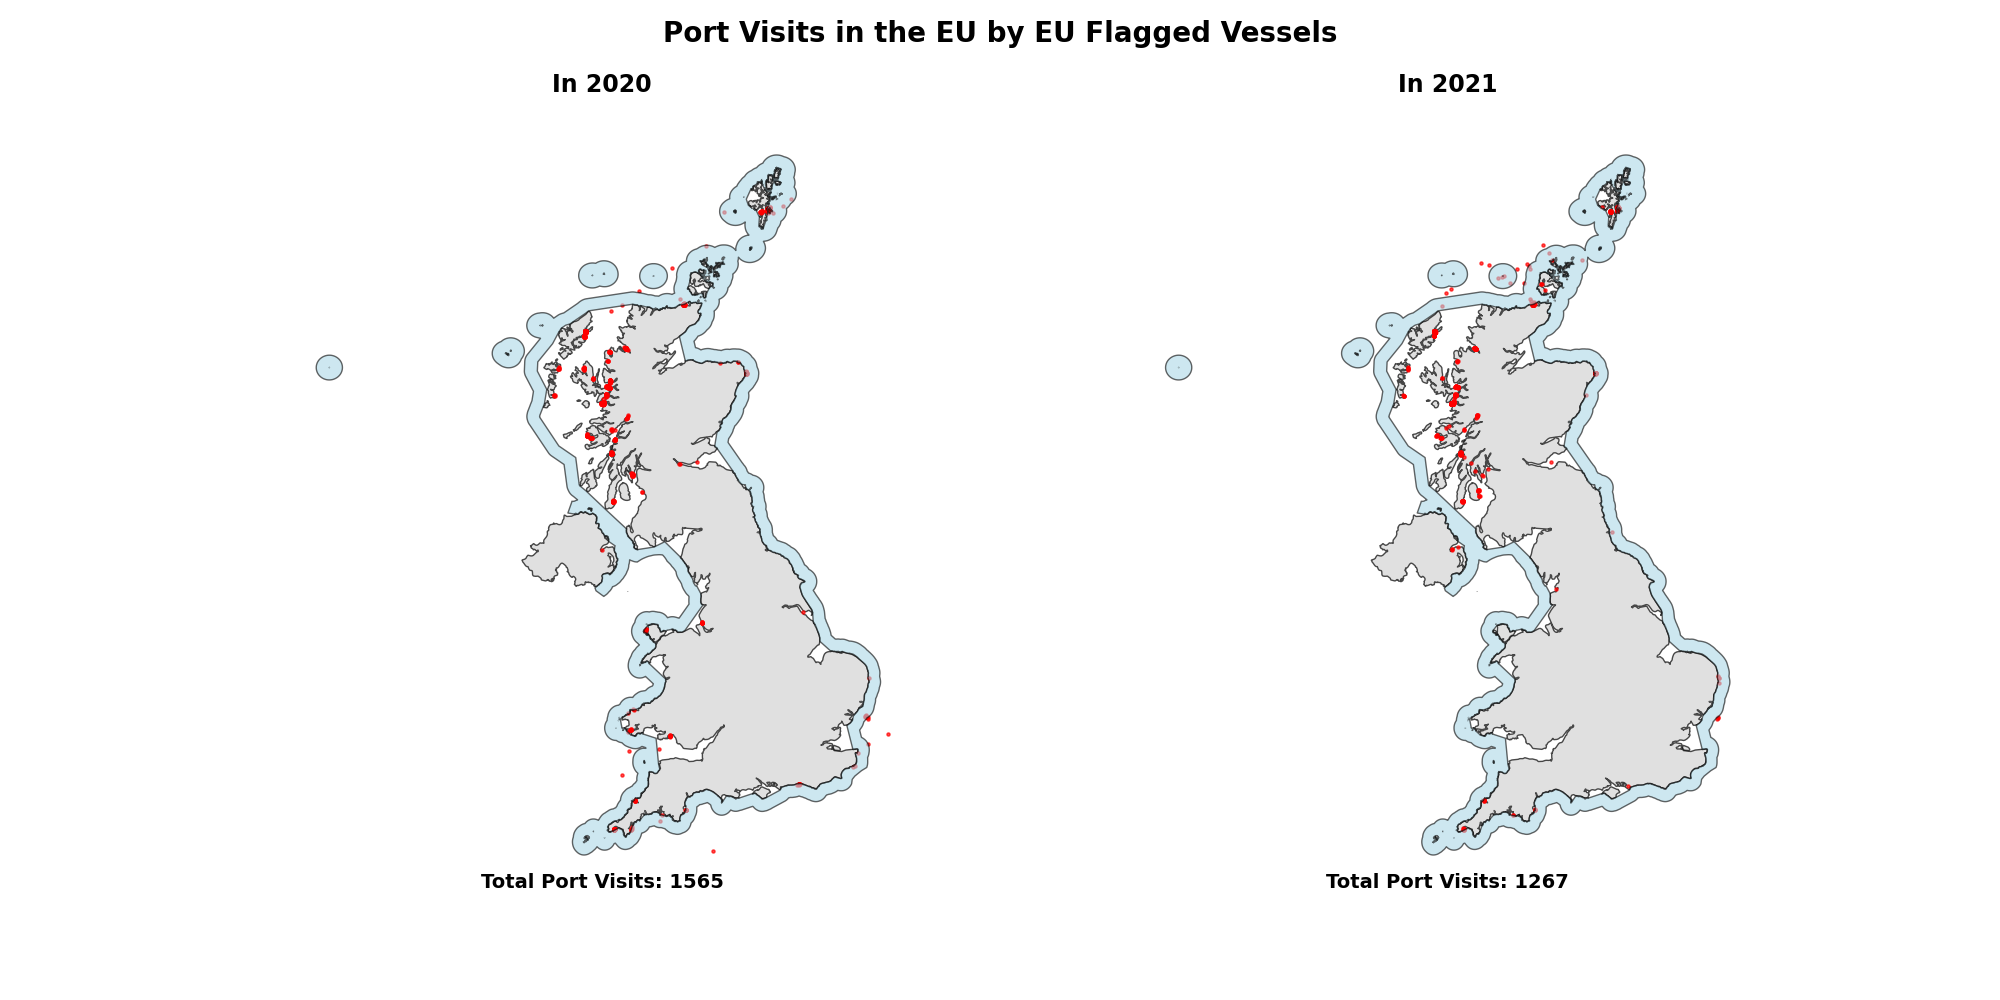 Port Visits in the EU by EU Flagged Vessels
In 2020
In 2021
Total Port Visits: 1565
Total Port Visits: 1267